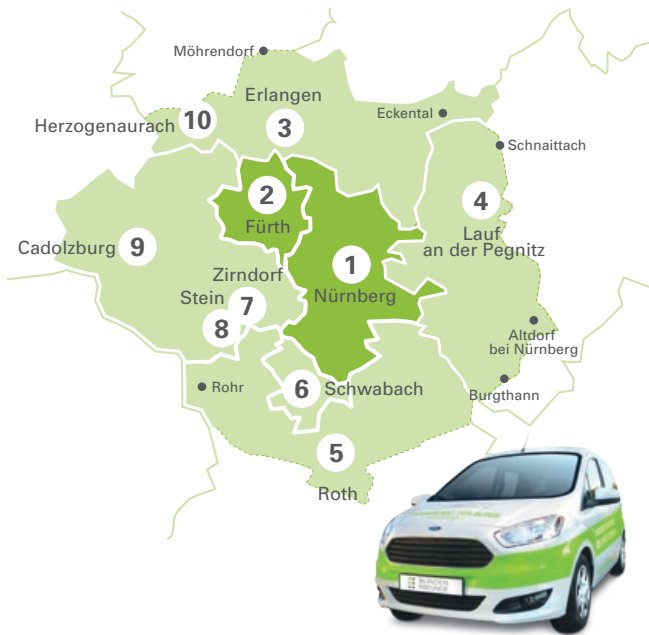 Möhrendorf
Erlangen
Eckental
Herzogenaurach
10
3
Schnaittach
2
Fürth
4
Lauf
an der Pegnitz
Cadolzburg
9
1
Nürnberg
Zirndorf
7
Stein
8
Altdorf
bei Nürnberg
Rohr
6
Schwabach
Burgthann
5
Roth
Ford